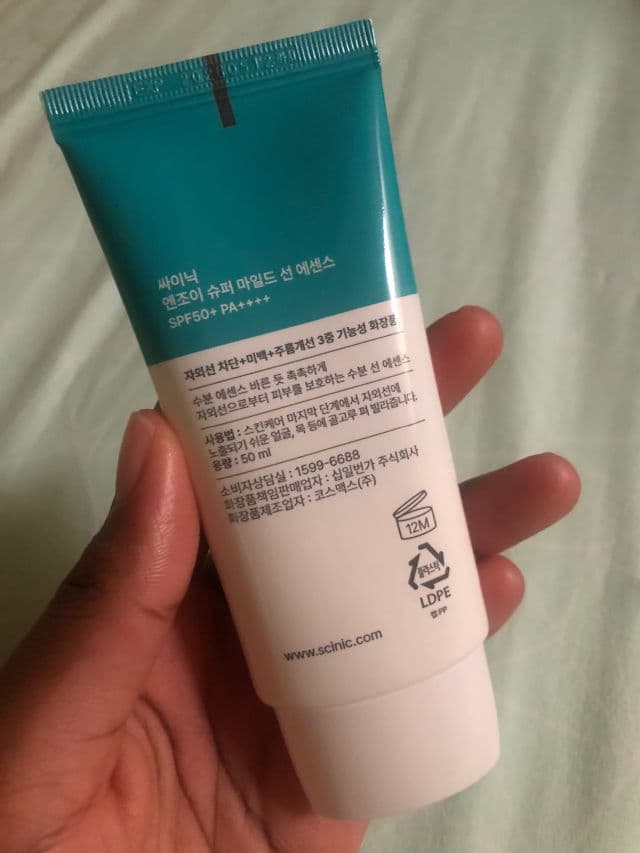 싸이닉
엔조이 슈퍼 마일드 선 에센스
SPF50+ PA++++
자외선 차단+미백+주름개선 3중 기능성 화장품
수분 에센스 바른 듯 촉촉하게
자외선으로부터 피부를 보호하는 수분 선 에센스
사용법 : 스킨케어 마지막 단계에서 자외선에
노출되기 쉬운 얼굴, 목 등에 골고루 펴 발라줍니다.
용량 : 50 ml
소비자상담실 : 1599-6688
화장품책임판매업자 : 십일번가 주식회사
화장품제조업자 : 코스맥스(주)
12M
플라스틱
LDPE
캡:PP
www.scinic.com